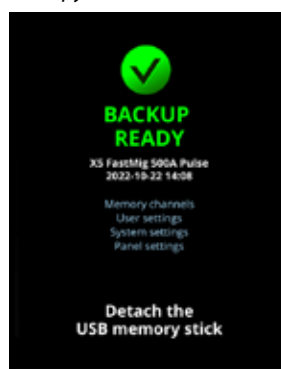 BACKUP
READY
X5 FastMig 500A Pulse
2022-10-22 14:08
Memory channels
User settings
System settings
Panel settings
Detach the
USB memory stick